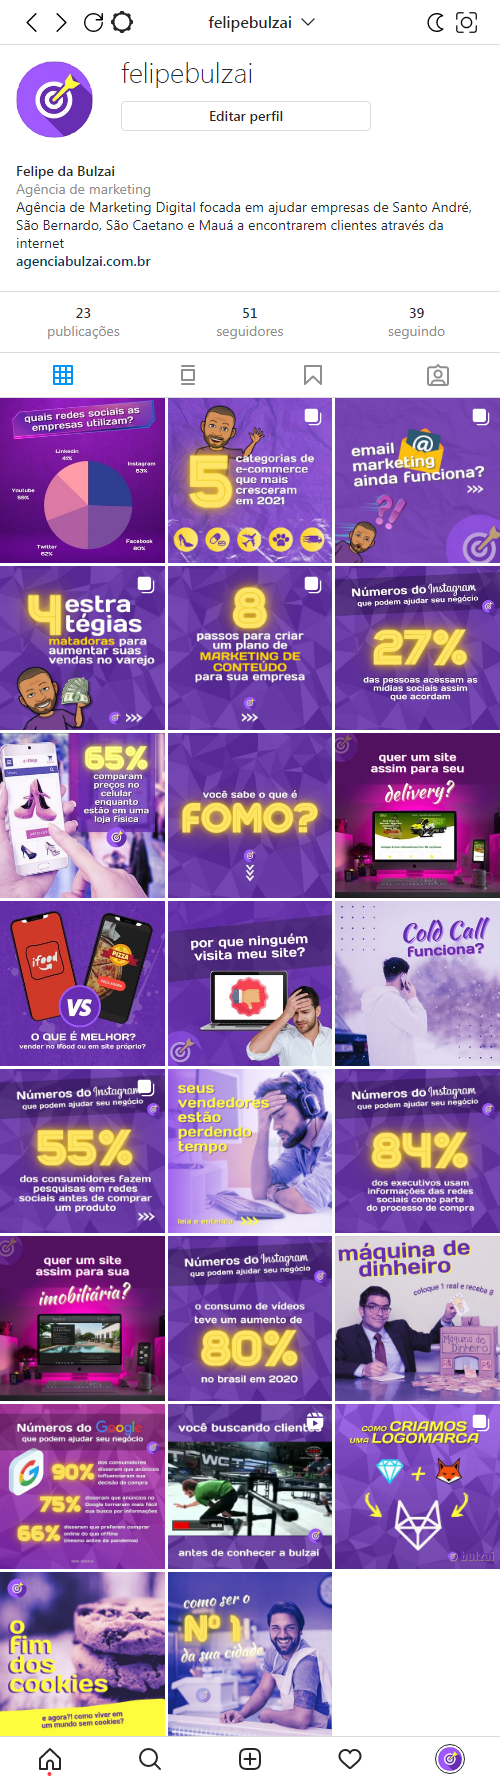 felipebulzai
felipebulzai
Editar perfil
Felipe da Bulzai
Agência de marketing
Agência de Marketing Digital focada em ajudar empresas de Santo André,
São Bernardo, São Caetano e Mauá a encontrarem clientes através da
internet
agenciabulzai.com.br
23
publicações
51
seguidores
39
seguindo
quais redes sociais as
empresas utilizam?
Linkedin
41%
Instagram
63%
Youtube
Facebook
80%
Twitter
62%
5
categorias de
e-commerce
que mais
cresceram
em 2021
email
marketing
ainda funciona?
4 estra
tégias
matadoras para
aumentar suas
vendas no varejo
8
passos para criar
um plano de
MARKETING DE
CONTEÚDO
para sua empresa
Números do Instagram
que podem ajudar seu negócio
27%
das pessoas acessam as
mídias sociais assim
que acordam
65%
comparam
preços no
celular
enquanto
estão em uma
loja física
você sabe o que é
FOMO?
quer um site
assim para seu
delivery?
ifood
PIZZA
VS
O QUE É MELHOR?
vender no ifood ou em site próprio?
por que ninguém
visita meu site?
Cold Call
funciona?
Números do Instagram
que podem ajudar seu negócio
55%
dos consumidores fazem
pesquisas em redes
sociais antes de comprar
um produto
seus
vendedores
estão
perdendo
tempo
leia e entenda
Números do Instagram
que podem ajudar seu negócio
84%
dos executivos usam
informações das redes
sociais como parte
do processo de compra
quer um site
assim para sua
imobiliária?
Números do Instagram
que podem ajudar seu negócio
o consumo de vídeos
teve um aumento de
80%
no brasil em 2020
máquina de
dinheiro
coloque 1 real e receba 8
Máquina de
Dinheiro
Números do Google
que podem ajudar seu negócio
90%
dos consumidores
disseram que anúncios
influenciaram sua
decisão de compra
75%
disseram que anúncios no
Google tornaram mais fácil
sua busca por informações
66%
disseram que preferem comprar
online do que offline
(mesmo antes da pandemia)
você buscando clientes
antes de conhecer a bulzai
COMO CRIAMOS
UMA LOGOMARCA
+
bulzai
o
fim
dos
cookies
e agora?! como viver em
um mundo sem cookies?
como ser o
Nº 1
da sua cidade